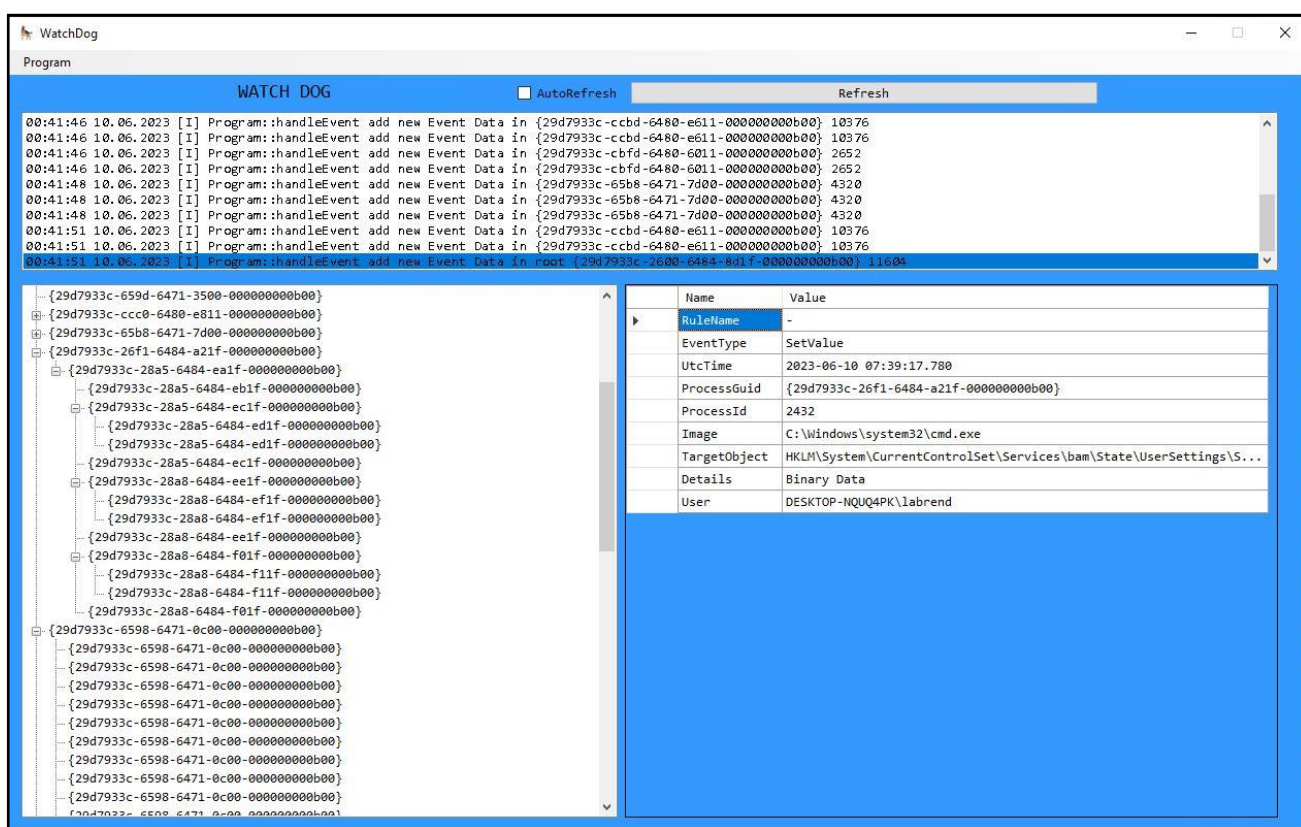 WatchDog
Program
WATCH DOG AutoRefresh Refresh
00:41:46 10.06.2023 [I] Program::handleEvent add new Event Data in {29d7933c-ccbd-6480-e611-000000000b00} 10376
00:41:46 10.06.2023 [I] Program::handleEvent add new Event Data in {29d7933c-ccbd-6480-e611-000000000b00} 10376
00:41:46 10.06.2023 [I] Program::handleEvent add new Event Data in {29d7933c-cbfd-6480-6011-000000000b00} 2652
00:41:46 10.06.2023 [I] Program::handleEvent add new Event Data in {29d7933c-cbfd-6480-6011-000000000b00} 2652
00:41:48 10.06.2023 [I] Program::handleEvent add new Event Data in {29d7933c-65b8-6471-7d00-000000000b00} 4320
00:41:48 10.06.2023 [I] Program::handleEvent add new Event Data in {29d7933c-65b8-6471-7d00-000000000b00} 4320
00:41:48 10.06.2023 [I] Program::handleEvent add new Event Data in {29d7933c-65b8-6471-7d00-000000000b00} 4320
00:41:51 10.06.2023 [I] Program::handleEvent add new Event Data in {29d7933c-ccbd-6480-e611-000000000b00} 10376
00:41:51 10.06.2023 [I] Program::handleEvent add new Event Data in {29d7933c-ccbd-6480-e611-000000000b00} 10376
00:41:51 10.06.2023 [I] Program::handleEvent add new Event Data in root {29d7933c-2600-6484-8d1f-000000000b00} 11604
{29d7933c-659d-6471-3500-000000000b00}
{29d7933c-ccc0-6480-e811-000000000b00}
{29d7933c-65b8-6471-7d00-000000000b00}
{29d7933c-26f1-6484-a21f-000000000b00}
{29d7933c-28a5-6484-ea1f-000000000b00}
{29d7933c-28a5-6484-eb1f-000000000b00}
{29d7933c-28a5-6484-ec1f-000000000b00}
{29d7933c-28a5-6484-ed1f-000000000b00}
{29d7933c-28a5-6484-ed1f-000000000b00}
{29d7933c-28a5-6484-ec1f-000000000b00}
{29d7933c-28a8-6484-ee1f-000000000b00}
{29d7933c-28a8-6484-ef1f-000000000b00}
{29d7933c-28a8-6484-ef1f-000000000b00}
{29d7933c-28a8-6484-ee1f-000000000b00}
{29d7933c-28a8-6484-f01f-000000000b00}
{29d7933c-28a8-6484-f11f-000000000b00}
{29d7933c-28a8-6484-f11f-000000000b00}
{29d7933c-28a8-6484-f01f-000000000b00}
{29d7933c-6598-6471-0c00-000000000b00}
{29d7933c-6598-6471-0c00-000000000b00}
{29d7933c-6598-6471-0c00-000000000b00}
{29d7933c-6598-6471-0c00-000000000b00}
{29d7933c-6598-6471-0c00-000000000b00}
{29d7933c-6598-6471-0c00-000000000b00}
{29d7933c-6598-6471-0c00-000000000b00}
{29d7933c-6598-6471-0c00-000000000b00}
{29d7933c-6598-6471-0c00-000000000b00}
{29d7933c-6598-6471-0c00-000000000b00}
Name Value
RuleName -
EventType SetValue
UtcTime 2023-06-10 07:39:17.780
ProcessGuid {29d7933c-26f1-6484-a21f-000000000b00}
ProcessId 2432
Image C:\Windows\system32\cmd.exe
TargetObject HKLM\System\CurrentControlSet\Services\bam\State\UserSettings\S...
Details Binary Data
User DESKTOP-NQUQ4PK\labrend